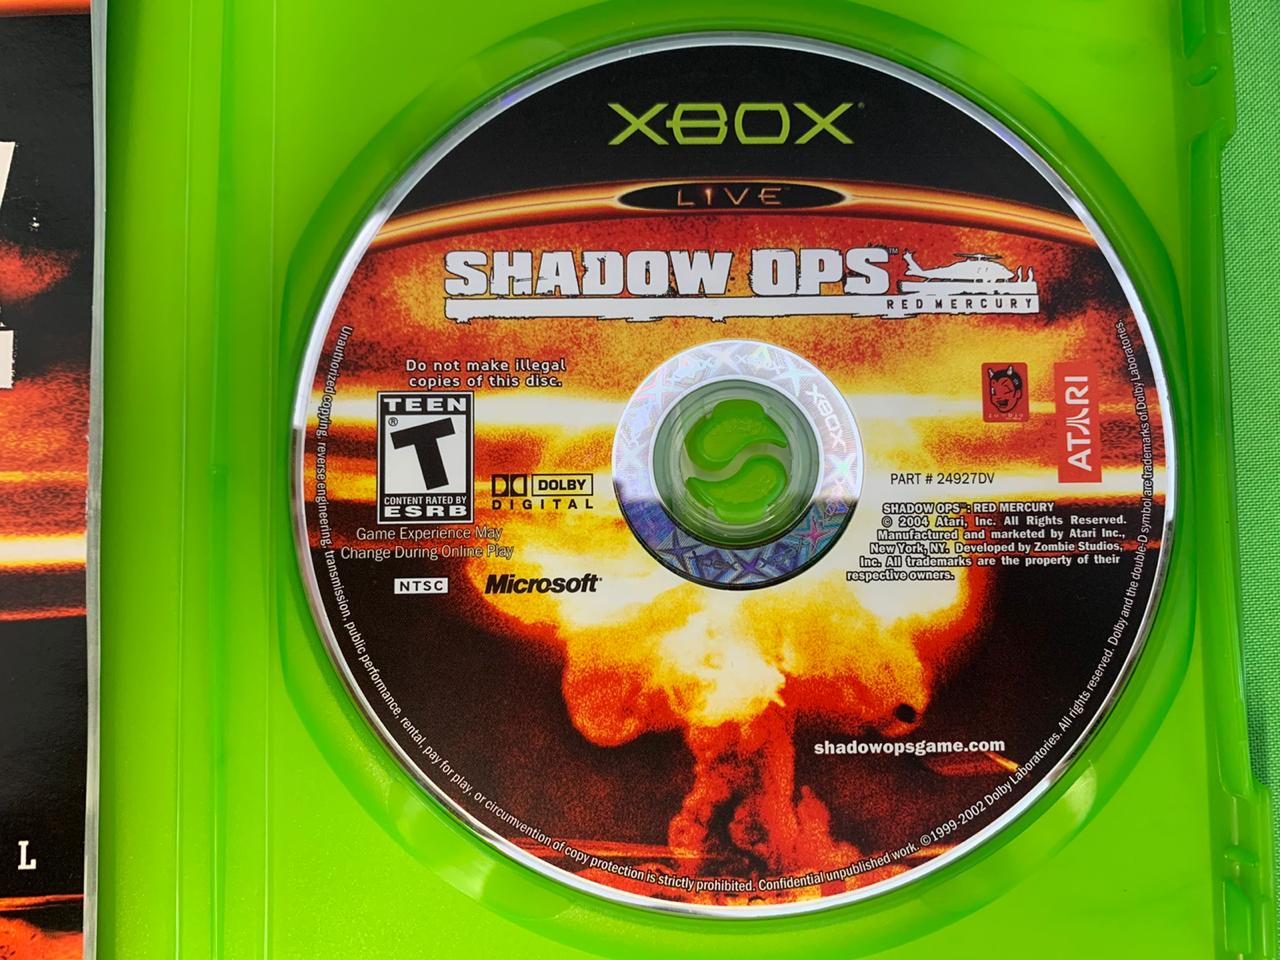 XBOX®
LIVE™
SHADOW OPS™
RED MERCURY
Do not make illegal
copies of this disc.
TEEN
® T
CONTENT RATED BY
ESRB
DOLBY
DIGITAL
Game Experience May
Change During Online Play
NTSC
Microsoft®
XBOX
zombie
ATARI
PART # 24927DV
SHADOW OPS™: RED MERCURY
© 2004 Atari, Inc. All Rights Reserved.
Manufactured and marketed by Atari Inc.,
New York, NY. Developed by Zombie Studios,
Inc. All trademarks are the property of their
respective owners.
shadowopsgame.com
Unauthorized copying, reverse engineering, transmission, public performance, rental, pay for play, or circumvention of copy protection is strictly prohibited. Confidential unpublished work. ©1999-2002 Dolby Laboratories. All rights reserved. Dolby and the double-D symbol are trademarks of Dolby Laboratories.
L